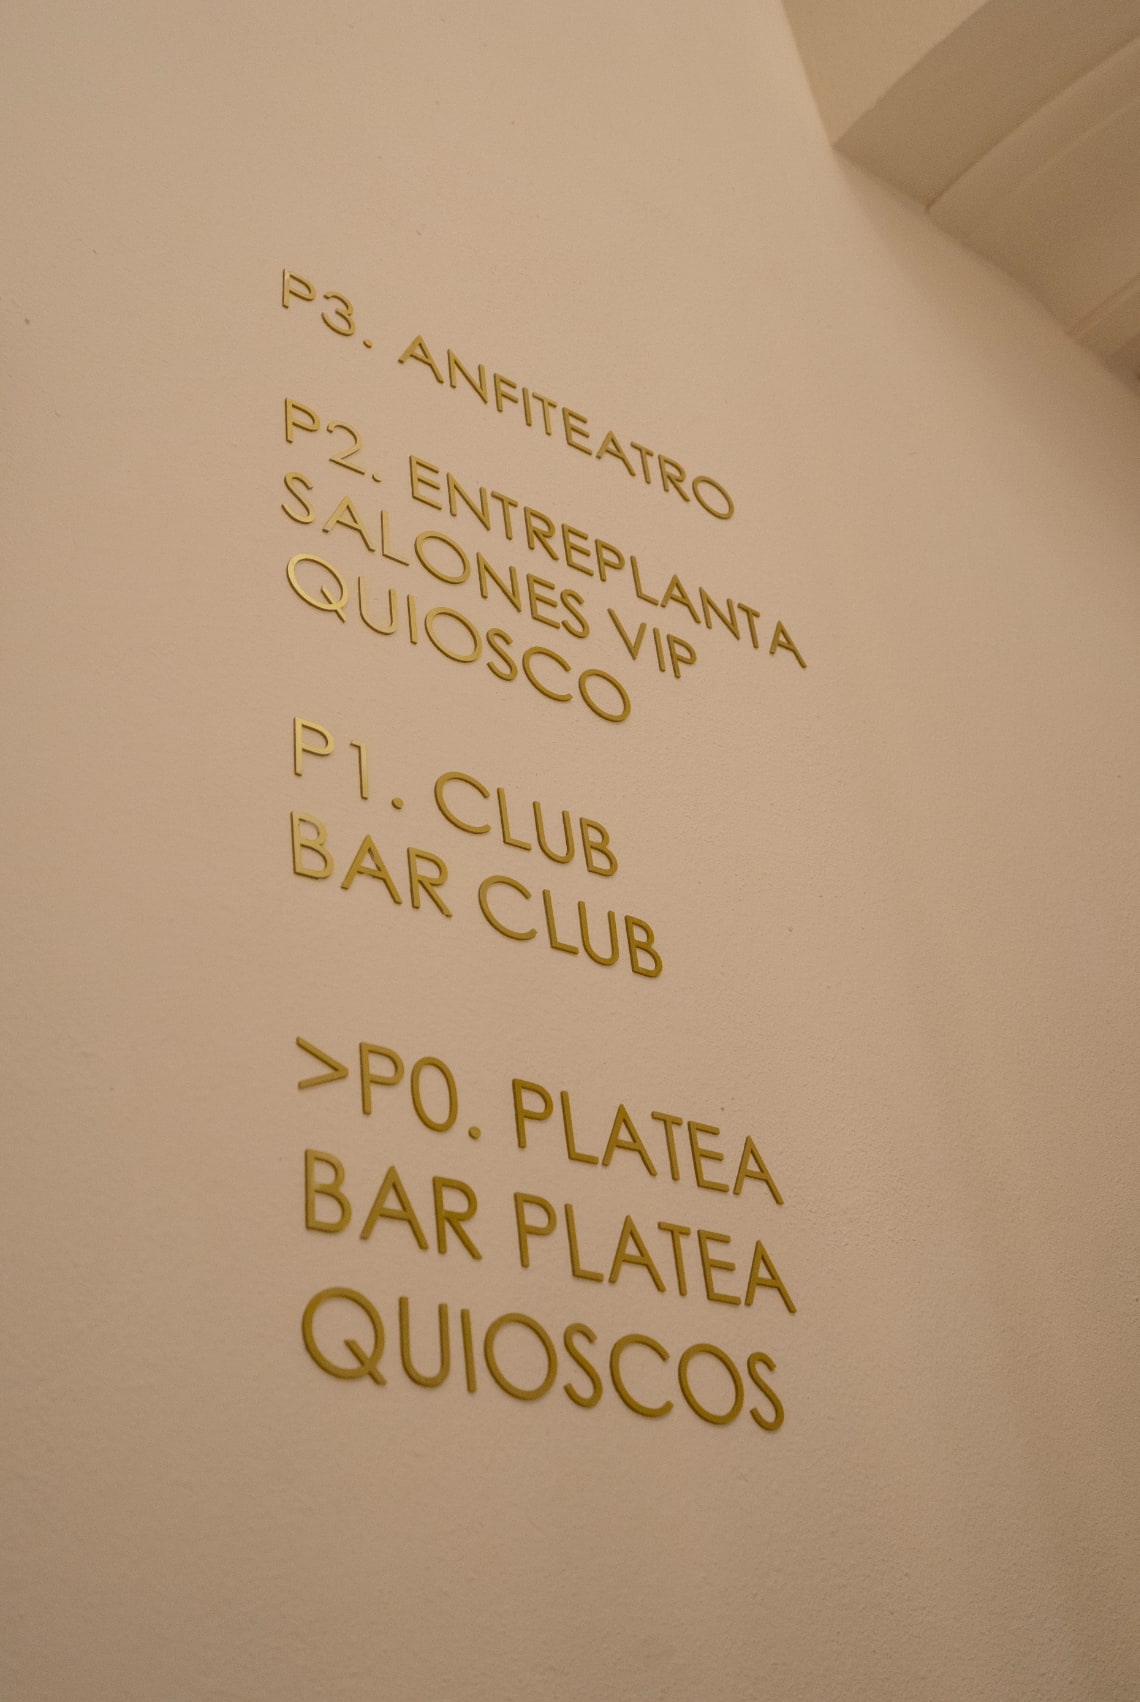 P3. ANFITEATRO
P2. ENTREPLANTA
SALONES VIP
QUIOSCO
P1. CLUB
BAR CLUB
>P0. PLATEA
BAR PLATEA
QUIOSCOS